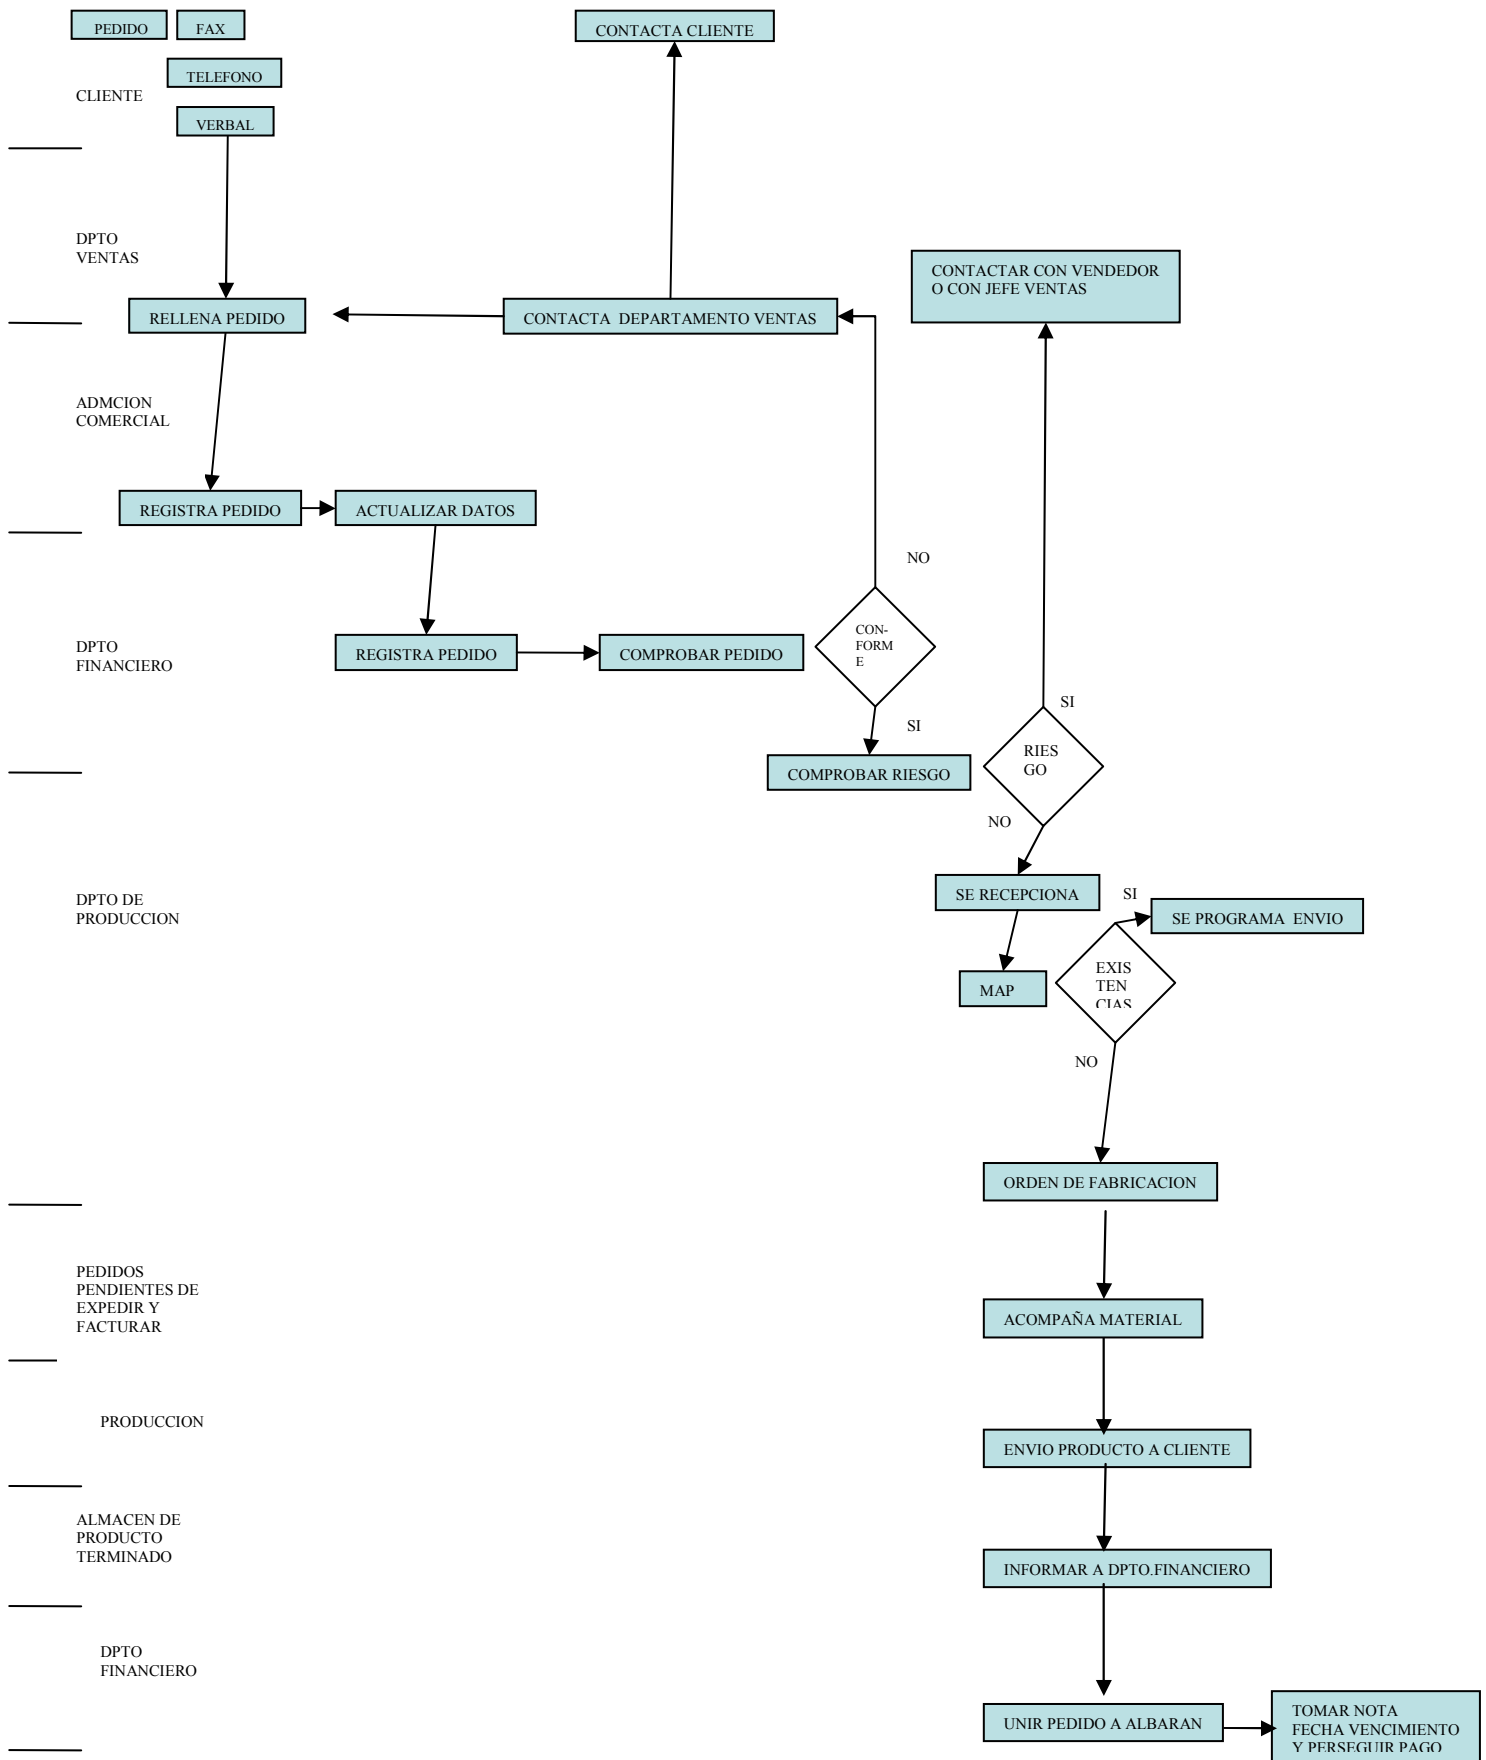 PEDIDO
FAX
CONTACTA CLIENTE
TELEFONO
CLIENTE
VERBAL
DPTO
VENTAS
CONTACTAR CON VENDEDOR
O CON JEFE VENTAS
RELLENA PEDIDO
CONTACTA DEPARTAMENTO VENTAS
ADMCION
COMERCIAL
REGISTRA PEDIDO
ACTUALIZAR DATOS
NO
DPTO
FINANCIERO
REGISTRA PEDIDO
COMPROBAR PEDIDO
CON-
FORM
E
SI
SI
COMPROBAR RIESGO
RIES
GO
NO
DPTO DE
PRODUCCION
SE RECEPCIONA
SI
SE PROGRAMA ENVIO
MAP
EXIS
TEN
CIAS
NO
ORDEN DE FABRICACION
PEDIDOS
PENDIENTES DE
EXPEDIR Y
FACTURAR
ACOMPAÑA MATERIAL
PRODUCCION
ENVIO PRODUCTO A CLIENTE
ALMACEN DE
PRODUCTO
TERMINADO
INFORMAR A DPTO.FINANCIERO
DPTO
FINANCIERO
UNIR PEDIDO A ALBARAN
TOMAR NOTA
FECHA VENCIMIENTO
Y PERSEGUIR PAGO